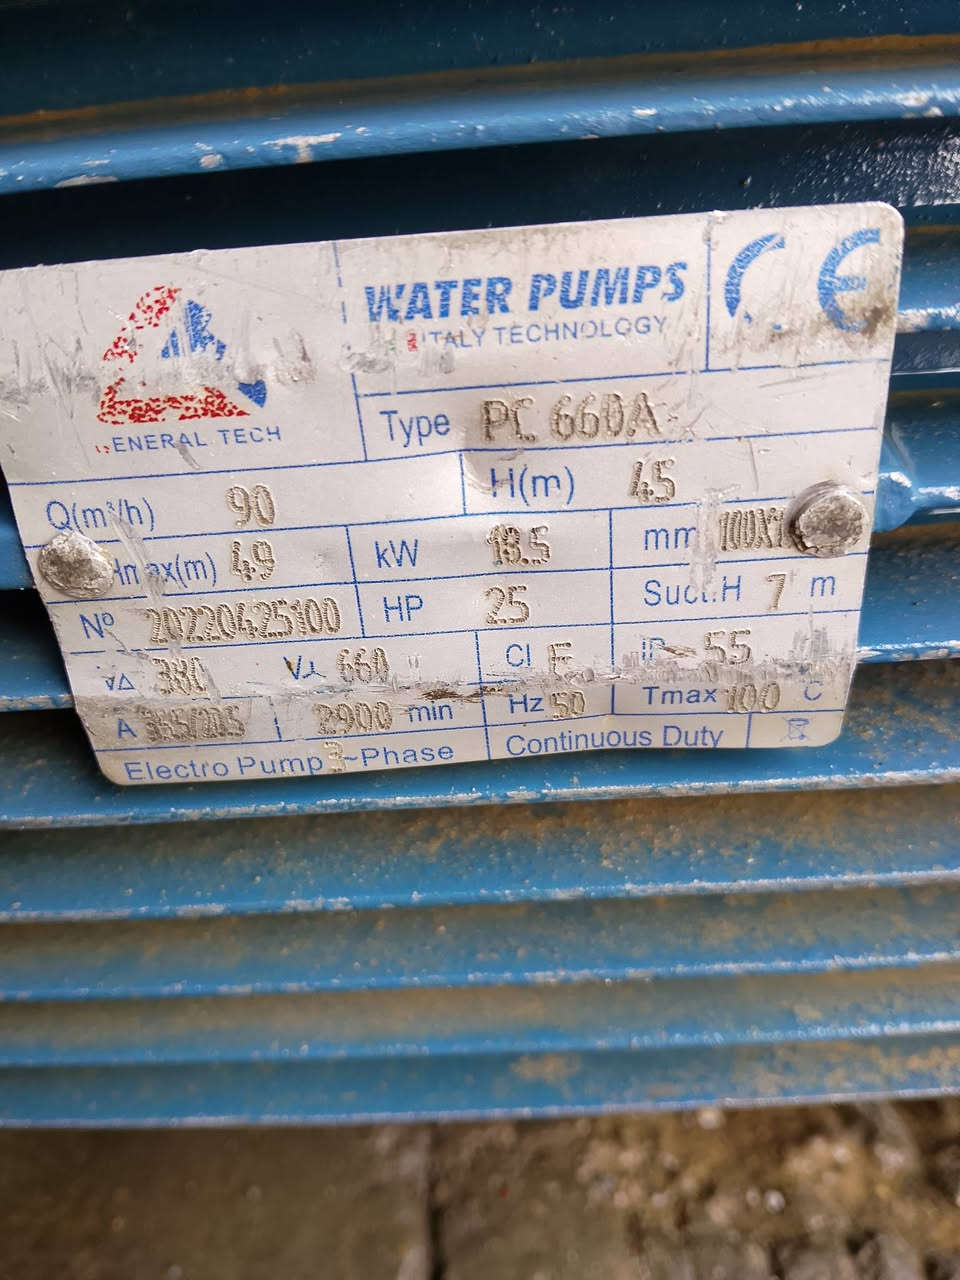 WATER PUMPS
ITALY TECHNOLOGY
CE
ENERAL TECH
Type PC 660A
Q(m³/h) 90 H(m) 45
Hmax(m) 49 kW 18.5 mm
Nº 20220425100 HP 25 Suct.H 7 m
V△ 380 V⅄ 660 Cl F IP 55
A 2900 min Hz 50 Tmax 100 C
Electro Pump 3~Phase Continuous Duty